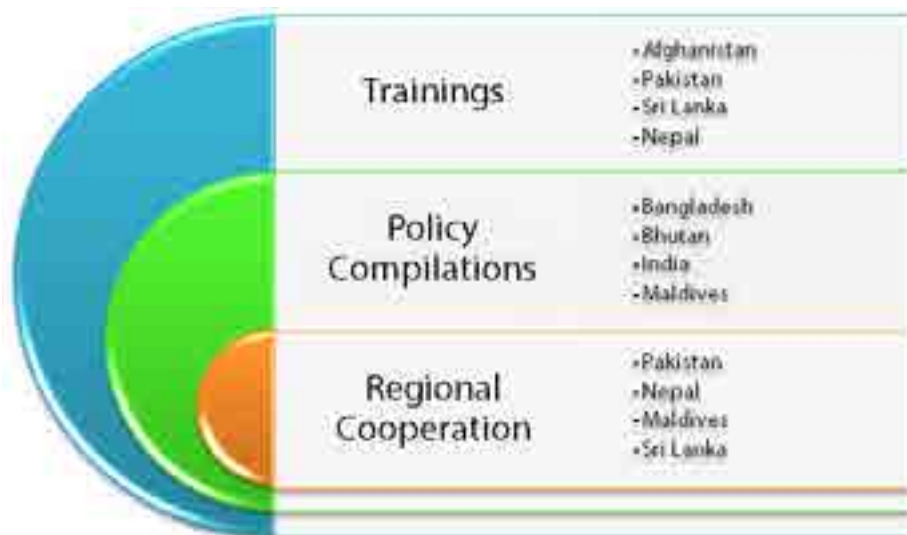 Trainings
•Afghanistan
•Pakistan
•Sri Lanka
•Nepal
Policy
Compilations
•Bangladesh
•Bhutan
•India
•Maldives
Regional
Cooperation
•Pakistan
•Nepal
•Maldives
•Sri Lanka